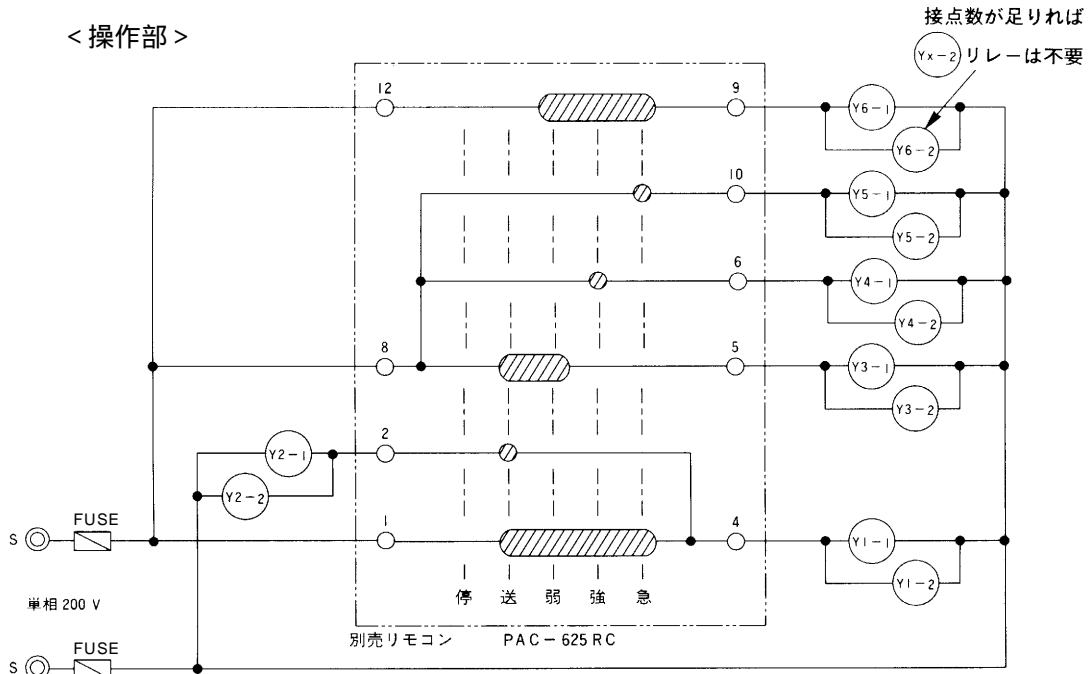 接点数が足りれば
<操作部>
Yx-2 リレーは不要
12
9
Y6-1
Y6-2
10
Y5-1
Y5-2
6
Y4-1
Y4-2
8
5
Y3-1
Y3-2
2
Y2-1
Y2-2
S FUSE
1
4
Y1-1
Y1-2
停 送 弱 強 急
単相 200 V
別売リモコン PAC-625RC
S FUSE